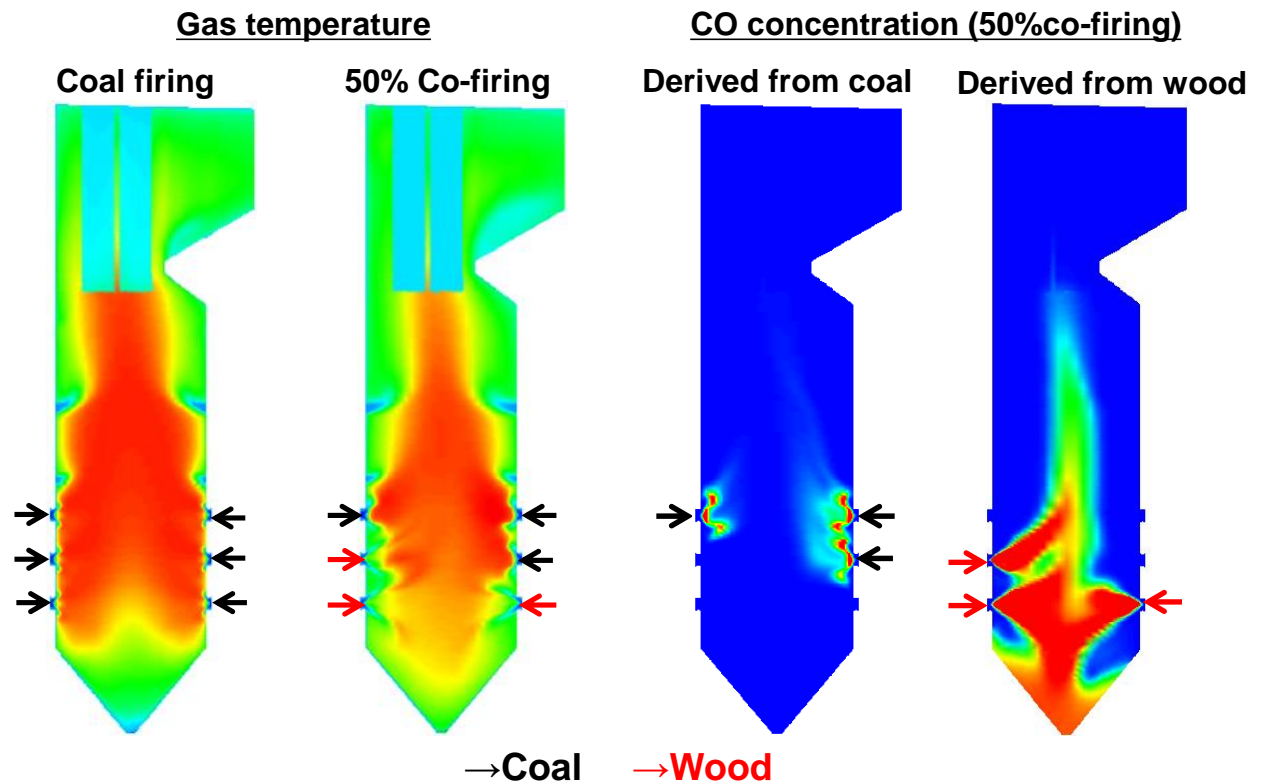 Gas temperature
CO concentration (50%co-firing)
Coal firing
50% Co-firing
Derived from coal
Derived from wood
→Coal
→Wood